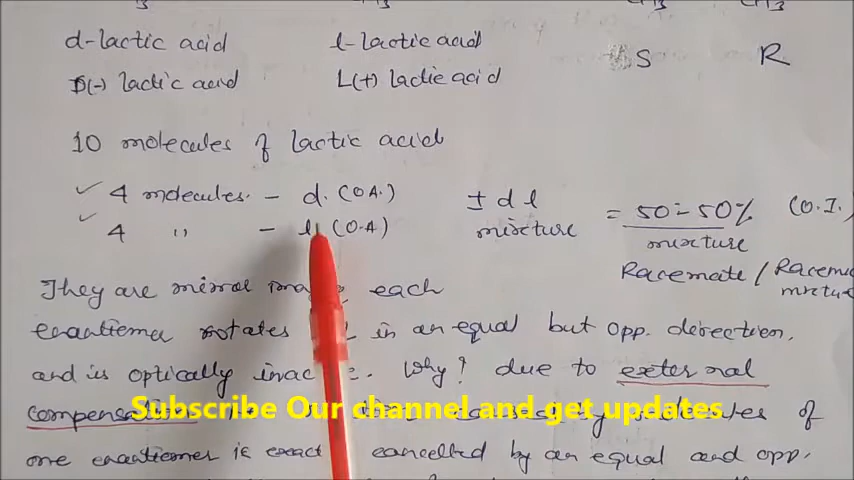 d-lactic acid l-lactic acid
S R
D(-) lactic acid L(+) lactic acid
10 molecules of lactic acid
4 molecules - d. (O A.) ± d l
4 " - l (O.A) mixture = 50-50% (O.I.)
mixture
Racemate / Racemic
They are mirror each
enantiomer rotates in an equal but opp. direction.
and is optically Why? due to external
compensation of
Subscribe Our channel and get updates
one enantiomer is cancelled by an equal and opp.